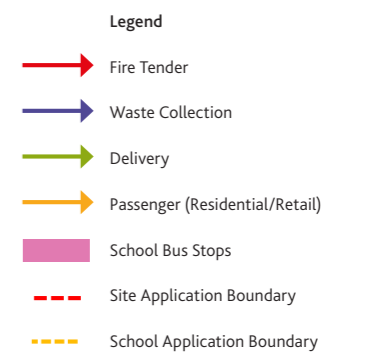 Legend
Fire Tender
Waste Collection
Delivery
Passenger (Residential/Retail)
School Bus Stops
Site Application Boundary
School Application Boundary